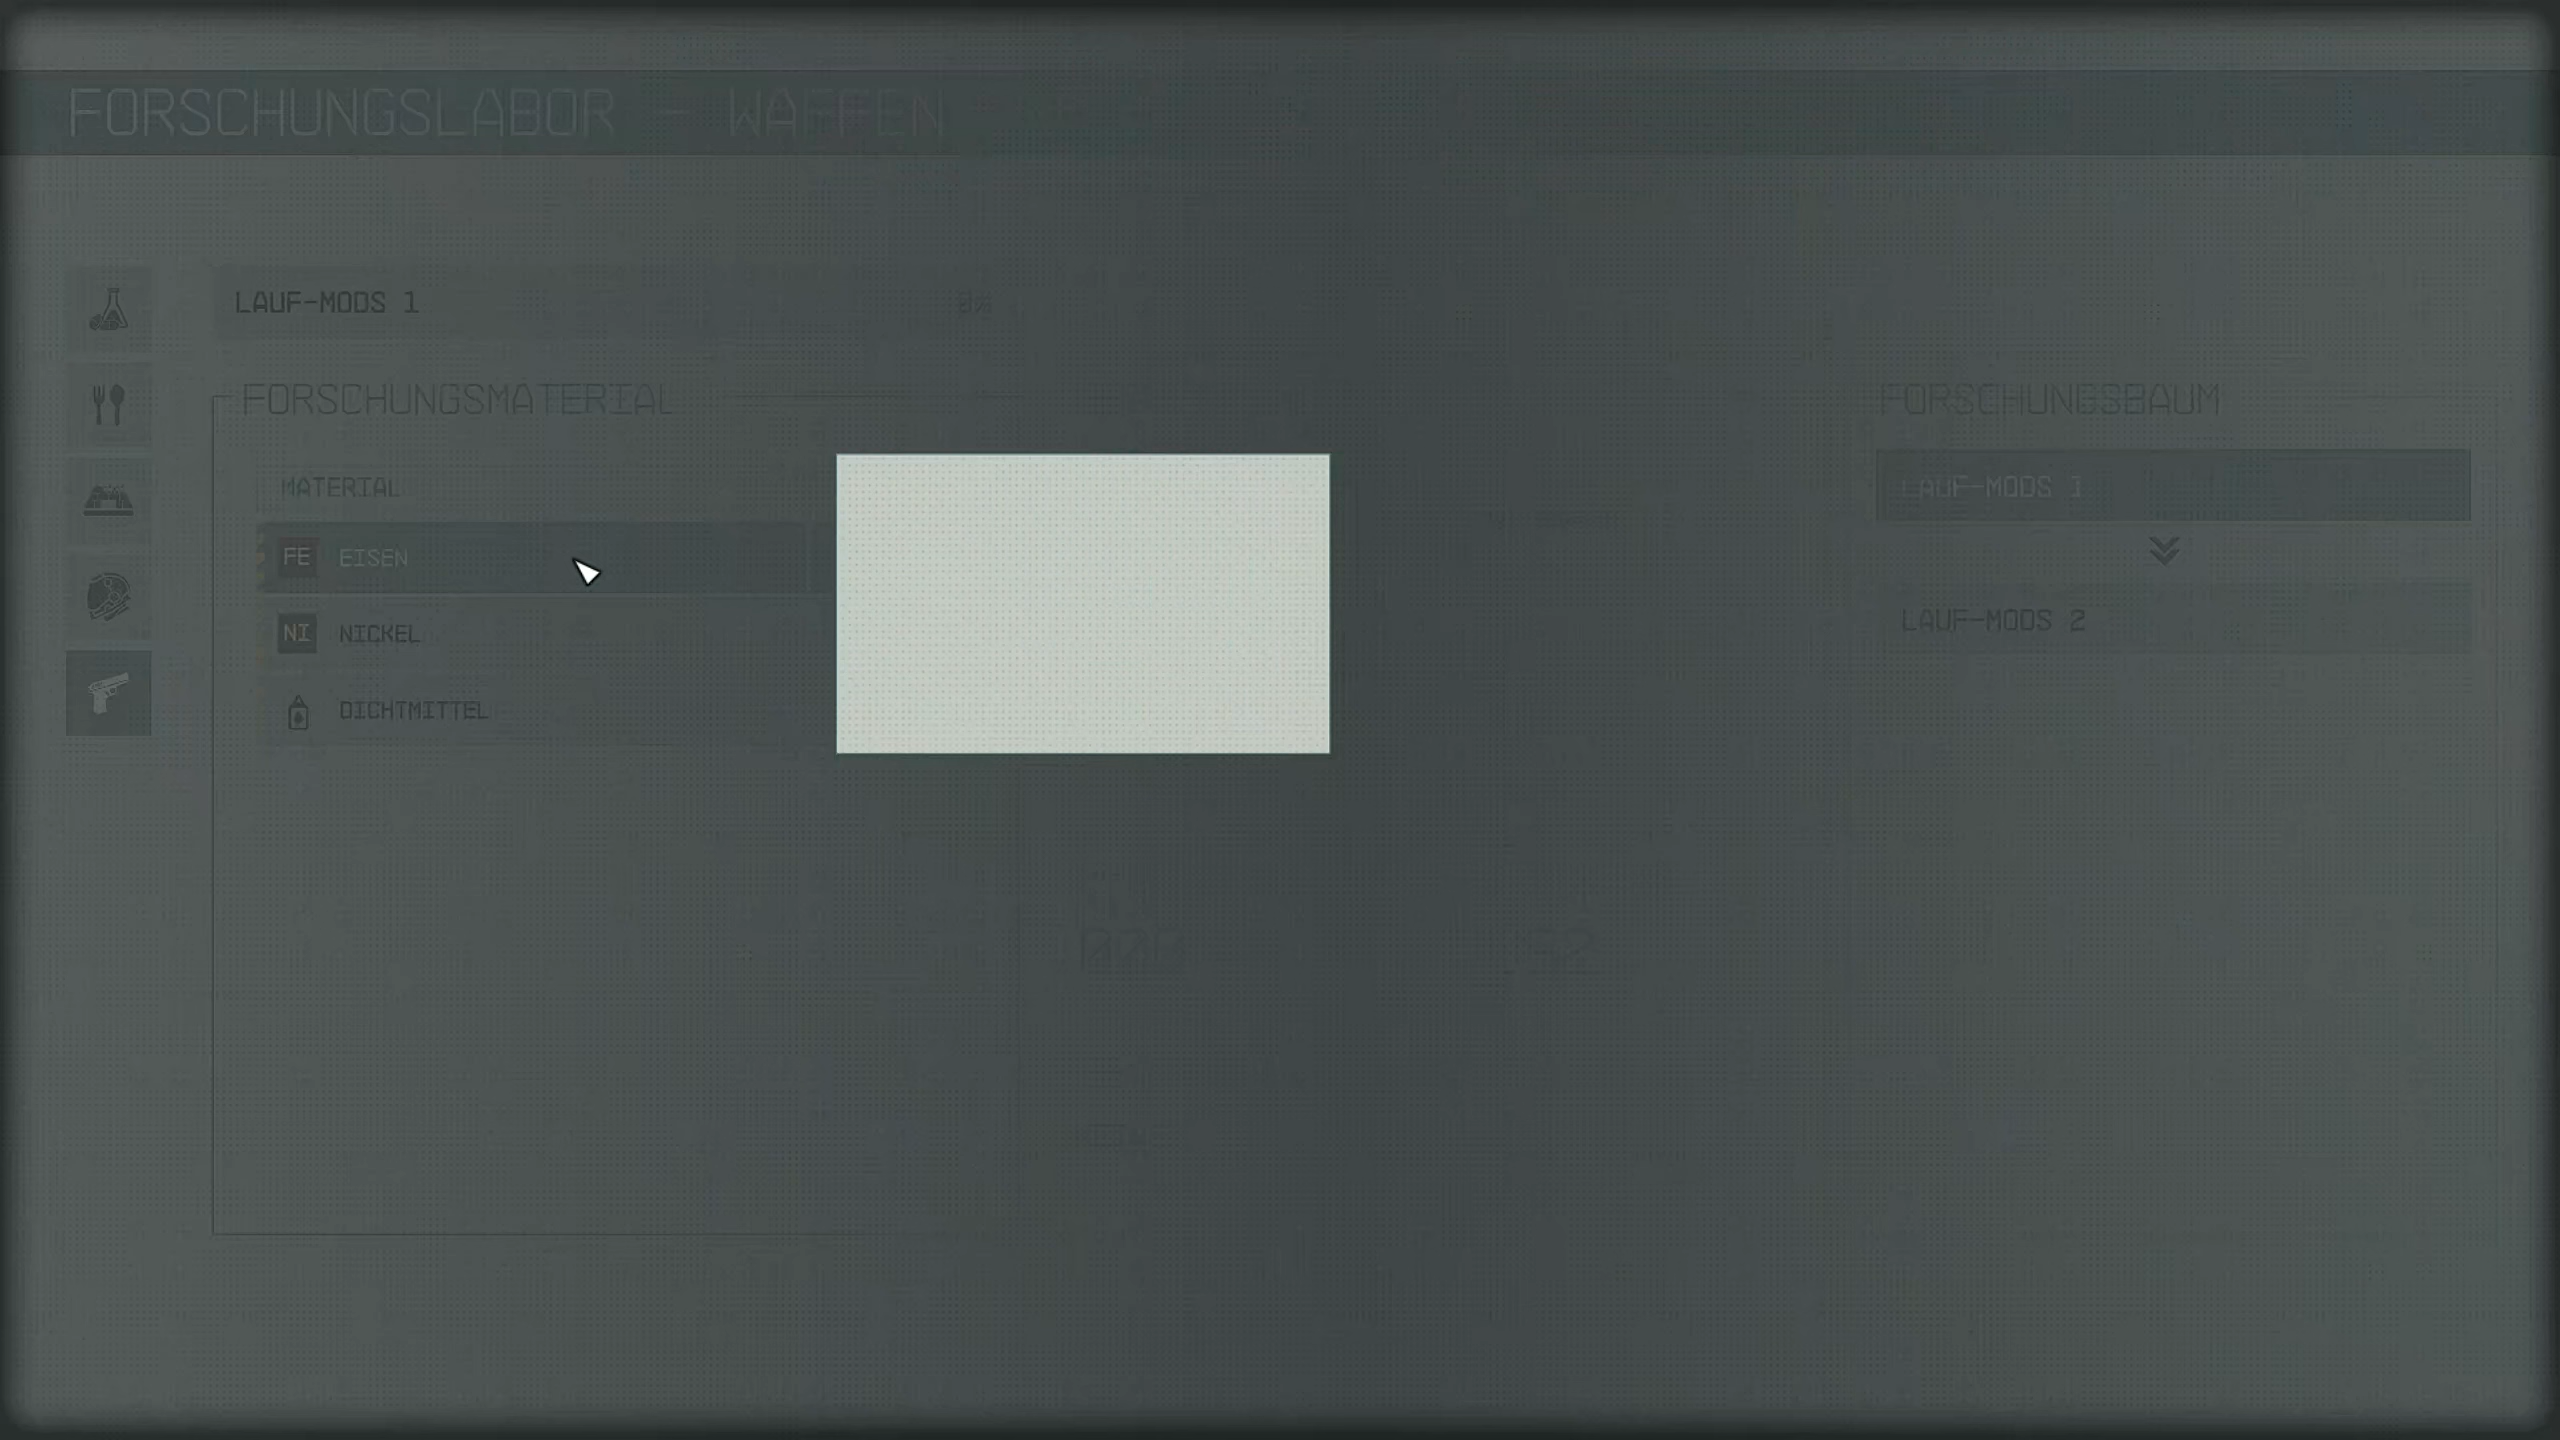 FORSCHUNGSLABOR – WAFFEN
LAUF-MODS 1
0%
FORSCHUNGSMATERIAL
MATERIAL
FE EISEN
NI NICKEL
DICHTMITTEL
FORSCHUNGSBAUM
LAUF-MODS 1
LAUF-MODS 2